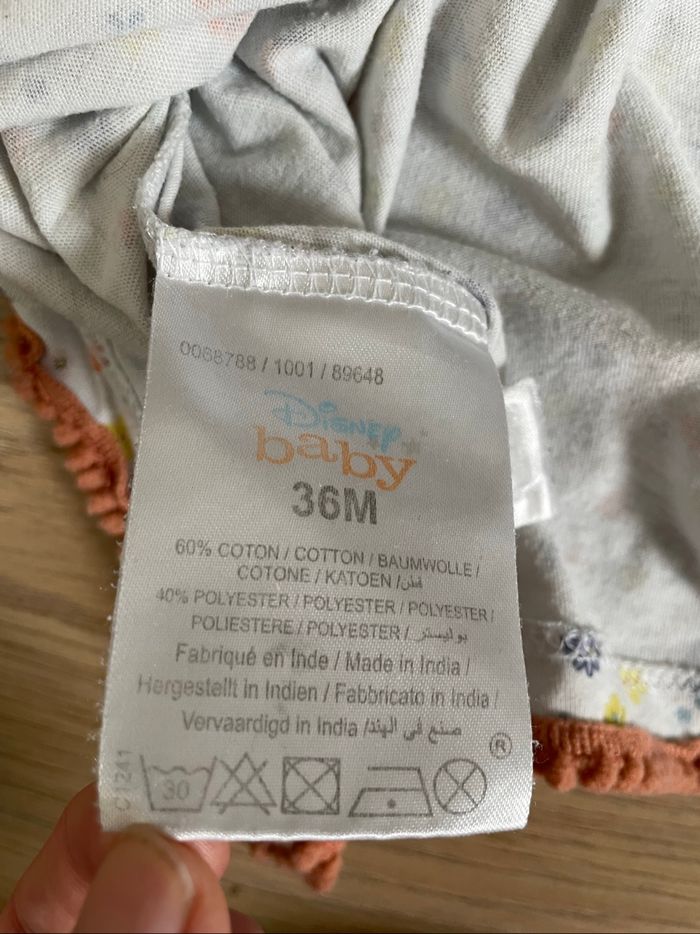 0068788 / 1001 / 89648
Disney
baby
36M
60% COTON / COTTON / BAUMWOLLE /
COTONE / KATOEN / قطن
40% POLYESTER / POLYESTER / POLYESTER /
POLIESTERE / POLYESTER / بوليستر
Fabriqué en Inde / Made in India /
Hergestellt in Indien / Fabbricato in India /
Vervaardigd in India / صنع في الهند
®
C1241
30